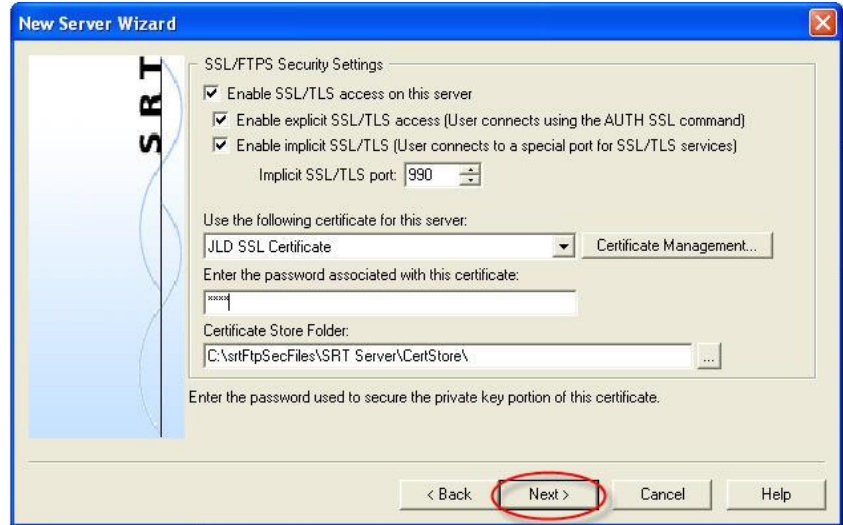 New Server Wizard
SRT
SSL/FTPS Security Settings
Enable SSL/TLS access on this server
Enable explicit SSL/TLS access (User connects using the AUTH SSL command)
Enable implicit SSL/TLS (User connects to a special port for SSL/TLS services)
Implicit SSL/TLS port: 990
Use the following certificate for this server:
JLD SSL Certificate Certificate Management...
Enter the password associated with this certificate:
****
Certificate Store Folder:
C:\srtFtpSecFiles\SRT Server\CertStore\ ...
Enter the password used to secure the private key portion of this certificate.
< Back Next > Cancel Help